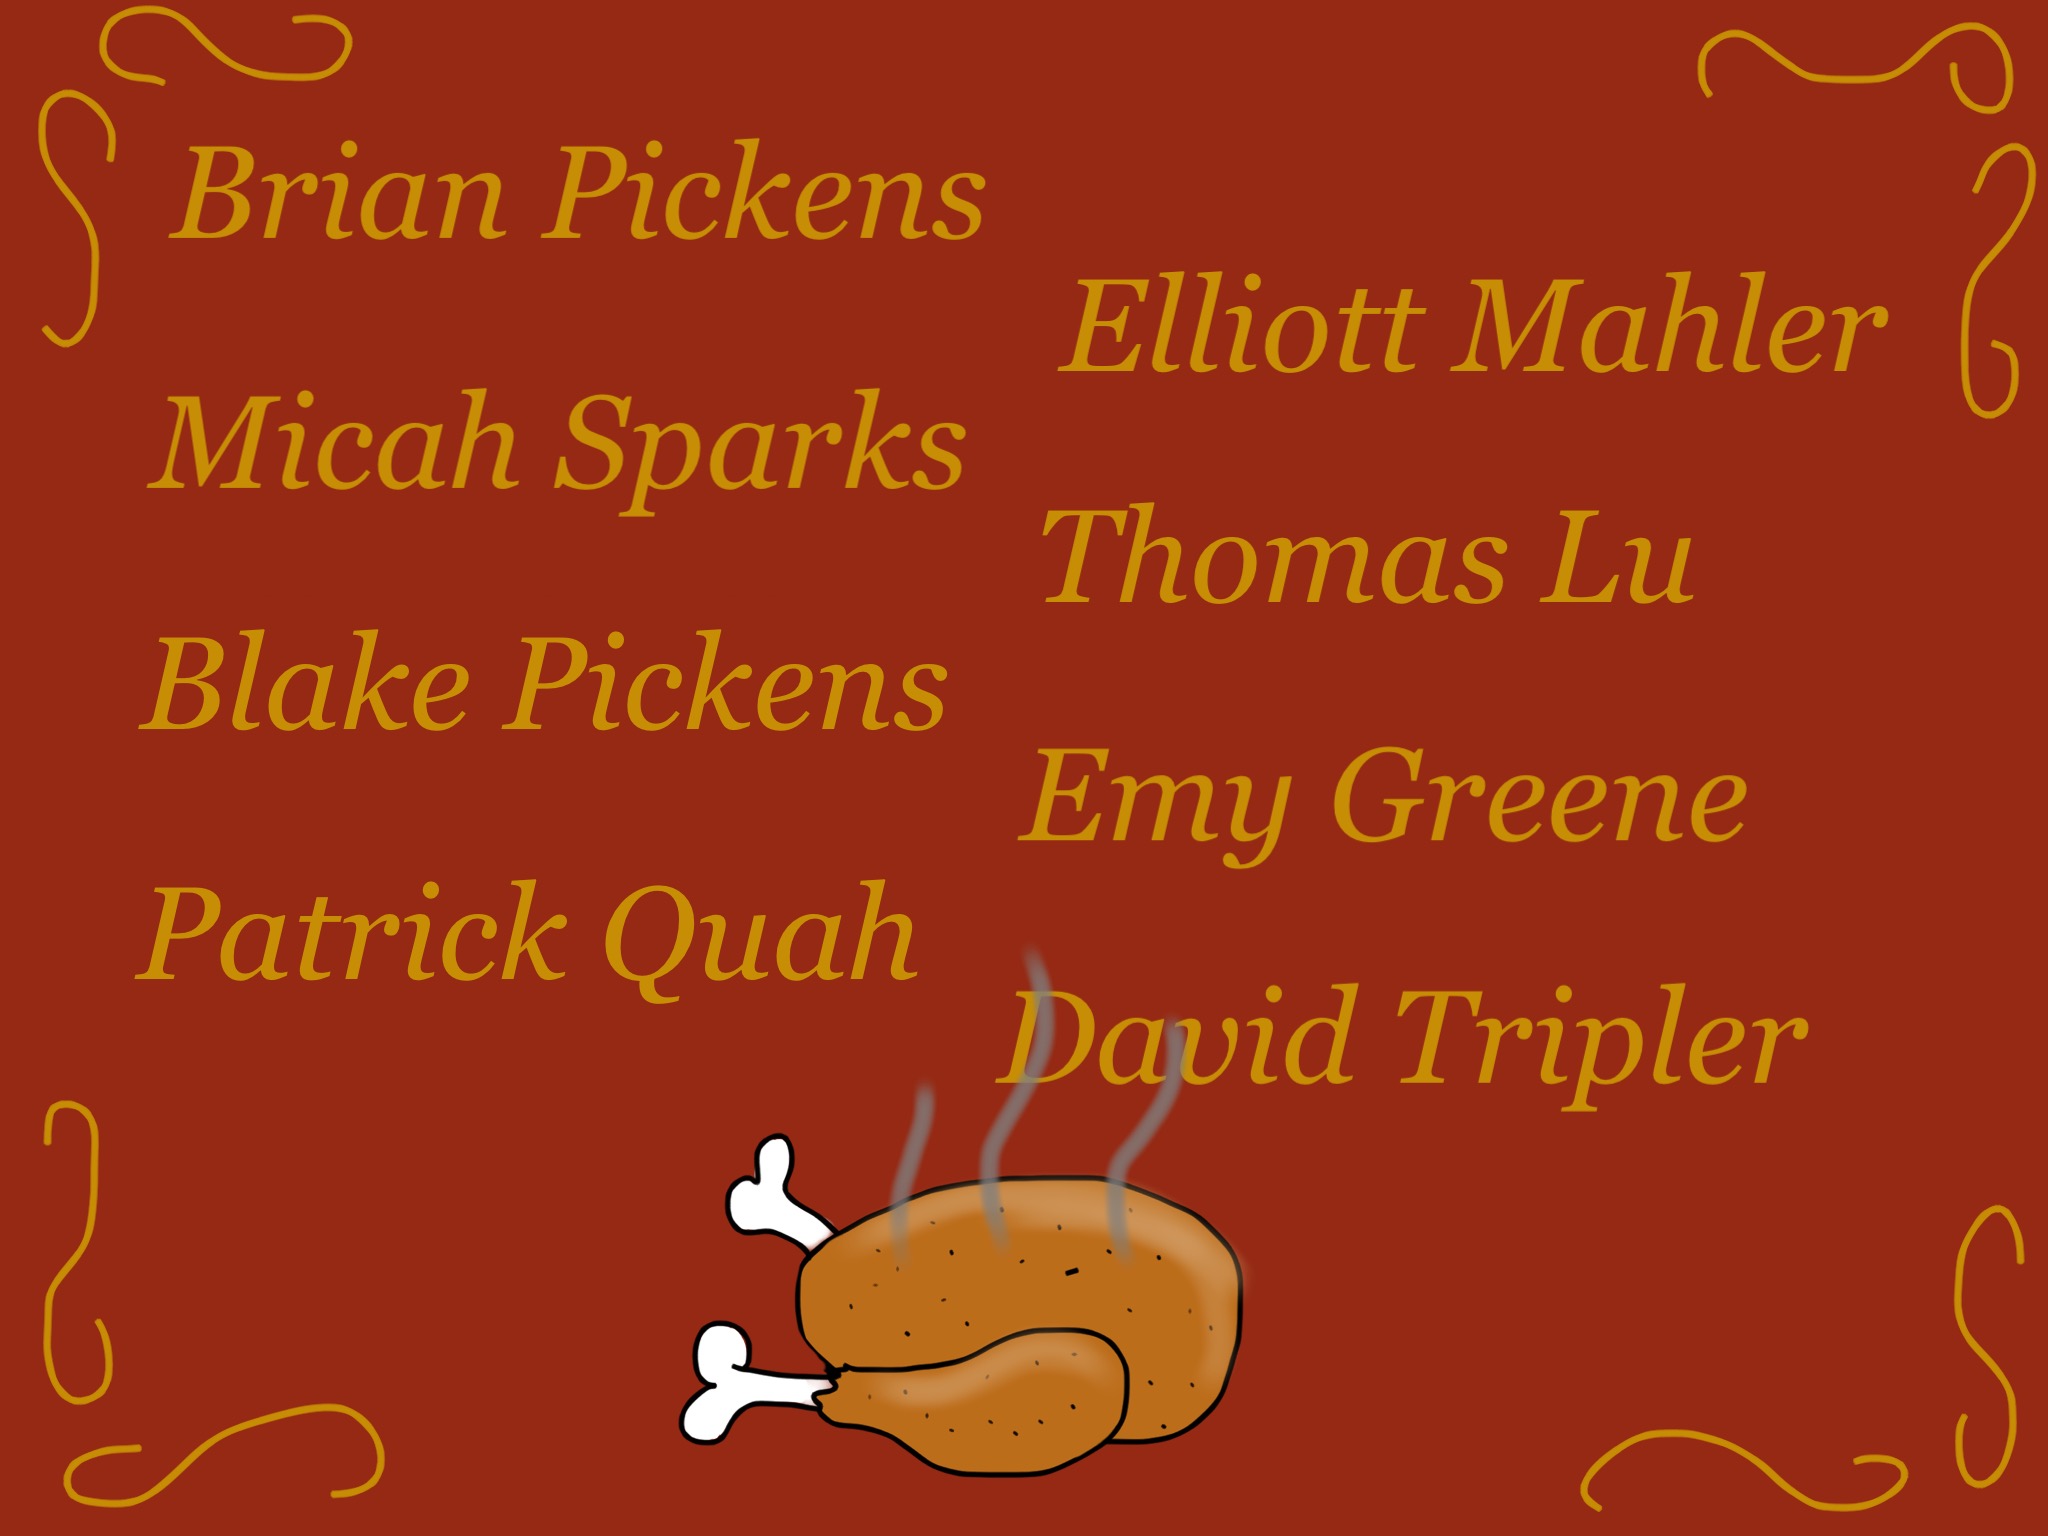 Brian Pickens
Elliott Mahler
Micah Sparks
Thomas Lu
Blake Pickens
Emy Greene
Patrick Quah
David Tripler